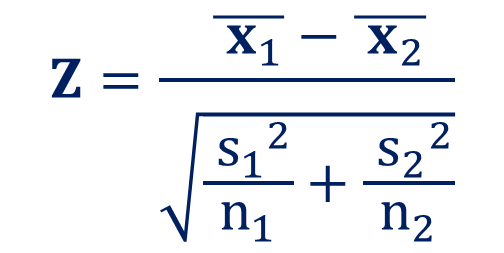 Z = (x̅₁ − x̅₂) / √(s₁²/n₁ + s₂²/n₂)